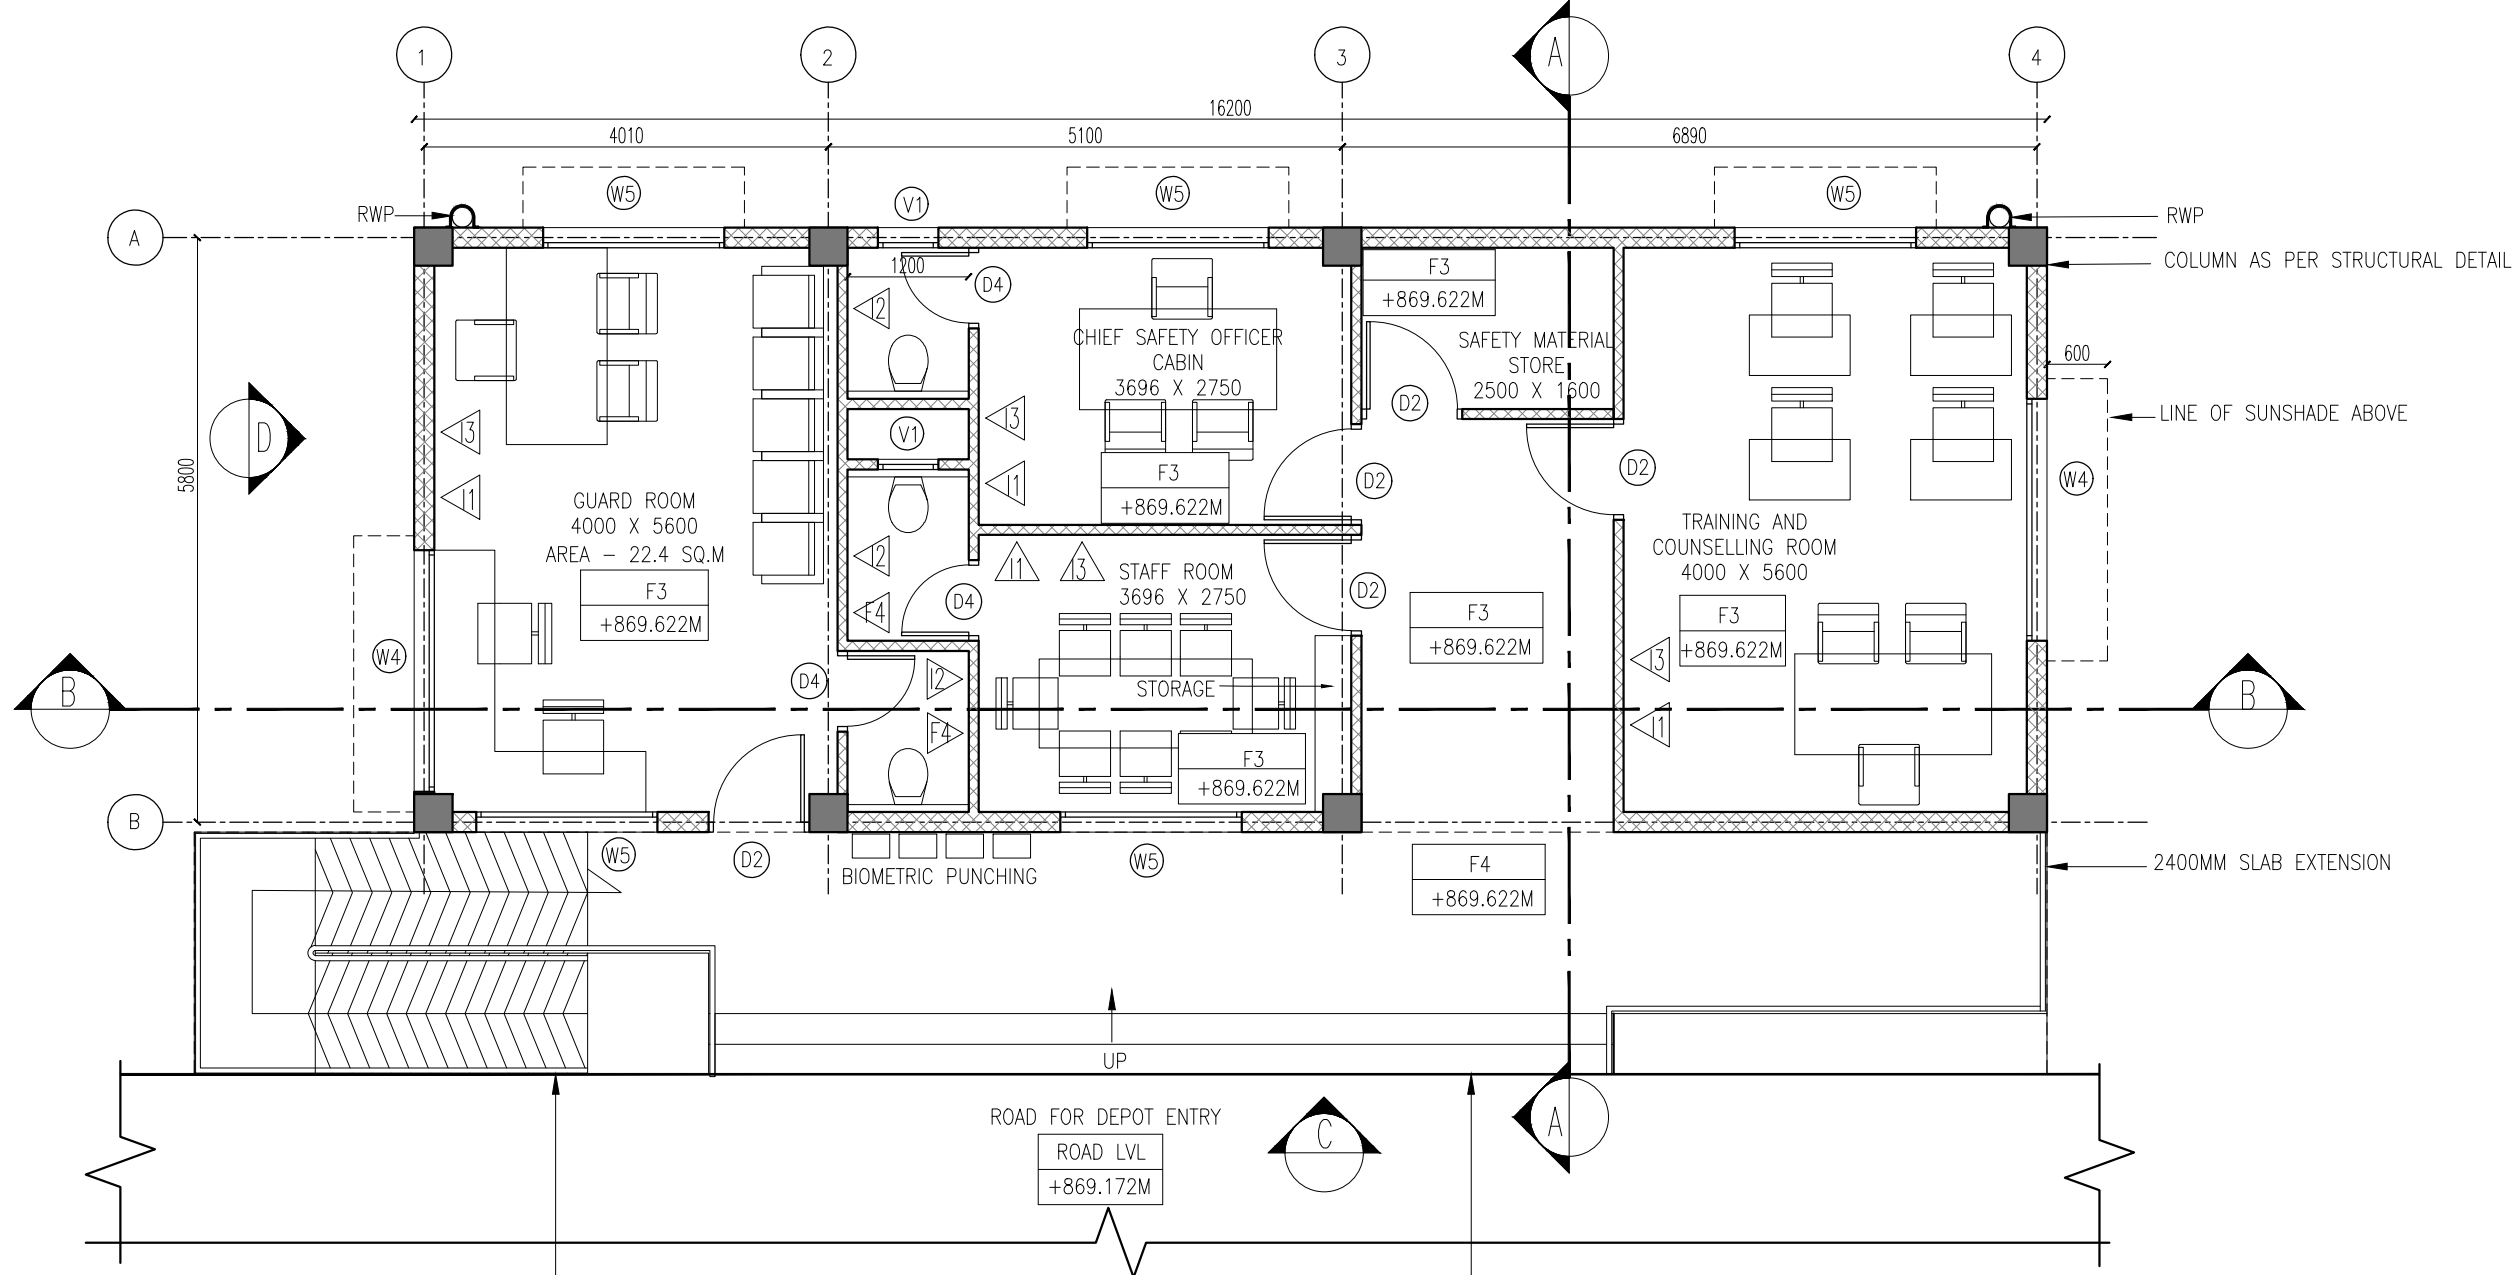 1
2
3
A
4
16200
4010
5100
6890
W5
V1
W5
W5
RWP
RWP
A
COLUMN AS PER STRUCTURAL DETAIL
1200
D4
F3
+869.622M
I2
CHIEF SAFETY OFFICER
CABIN
3696 X 2750
SAFETY MATERIAL
STORE
2500 X 1600
600
D2
LINE OF SUNSHADE ABOVE
D
I3
V1
I3
5800
I1
I1
F3
+869.622M
D2
D2
W4
GUARD ROOM
4000 X 5600
AREA - 22.4 SQ.M
F3
+869.622M
I2
I1
I3
STAFF ROOM
3696 X 2750
TRAINING AND
COUNSELLING ROOM
4000 X 5600
F4
D4
D2
F3
+869.622M
F3
+869.622M
W4
D4
I2
STORAGE
I3
B
B
F4
I1
F3
+869.622M
B
W5
D2
BIOMETRIC PUNCHING
W5
F4
+869.622M
2400MM SLAB EXTENSION
UP
ROAD FOR DEPOT ENTRY
ROAD LVL
+869.172M
C
A